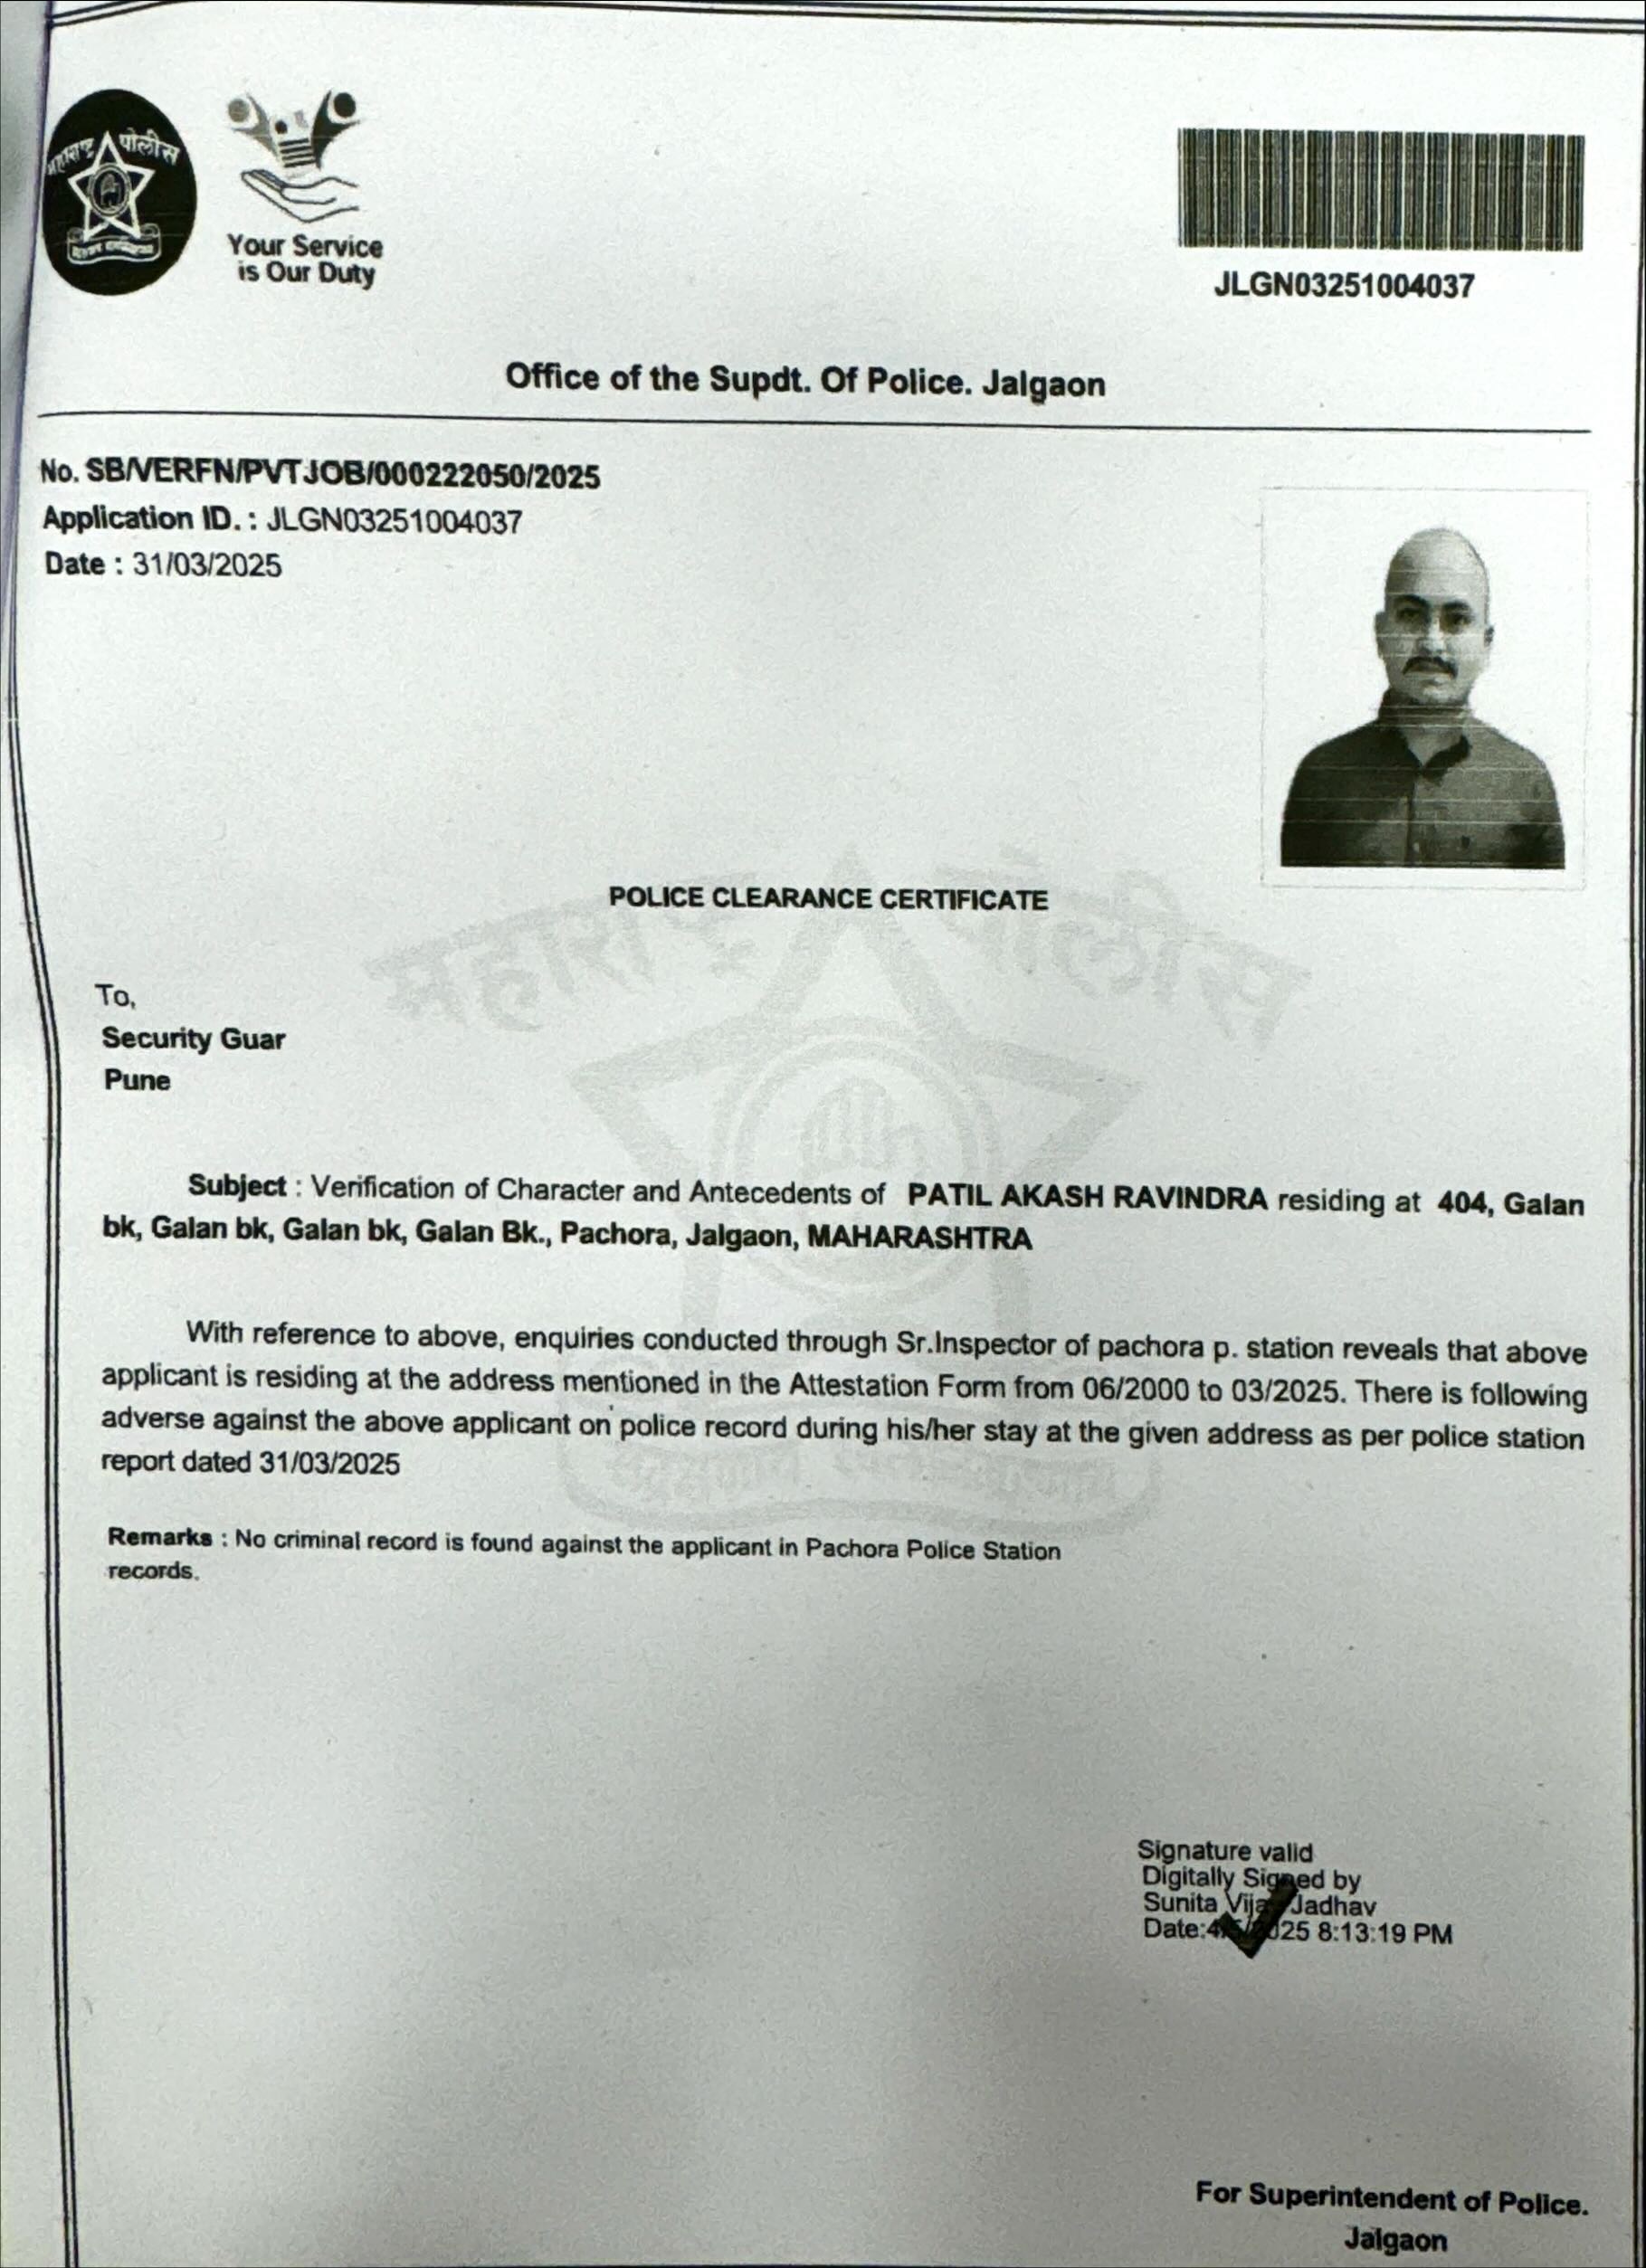 महाराष्ट्र पोलीस
Your Service
is Our Duty
JLGN03251004037
Office of the Supdt. Of Police. Jalgaon
No. SB/VERFN/PVTJOB/000222050/2025
Application ID. : JLGN03251004037
Date : 31/03/2025
POLICE CLEARANCE CERTIFICATE
महाराष्ट्र पोलीस
To,
Security Guar
Pune
Subject : Verification of Character and Antecedents of PATIL AKASH RAVINDRA residing at 404, Galan
bk, Galan bk, Galan bk, Galan Bk., Pachora, Jalgaon, MAHARASHTRA
With reference to above, enquiries conducted through Sr.Inspector of pachora p. station reveals that above
applicant is residing at the address mentioned in the Attestation Form from 06/2000 to 03/2025. There is following
adverse against the above applicant on police record during his/her stay at the given address as per police station
report dated 31/03/2025
Remarks : No criminal record is found against the applicant in Pachora Police Station
records.
Signature valid
Digitally Signed by
Sunita Vijay Jadhav
8:13:19 PM
For Superintendent of Police.
Jalgaon